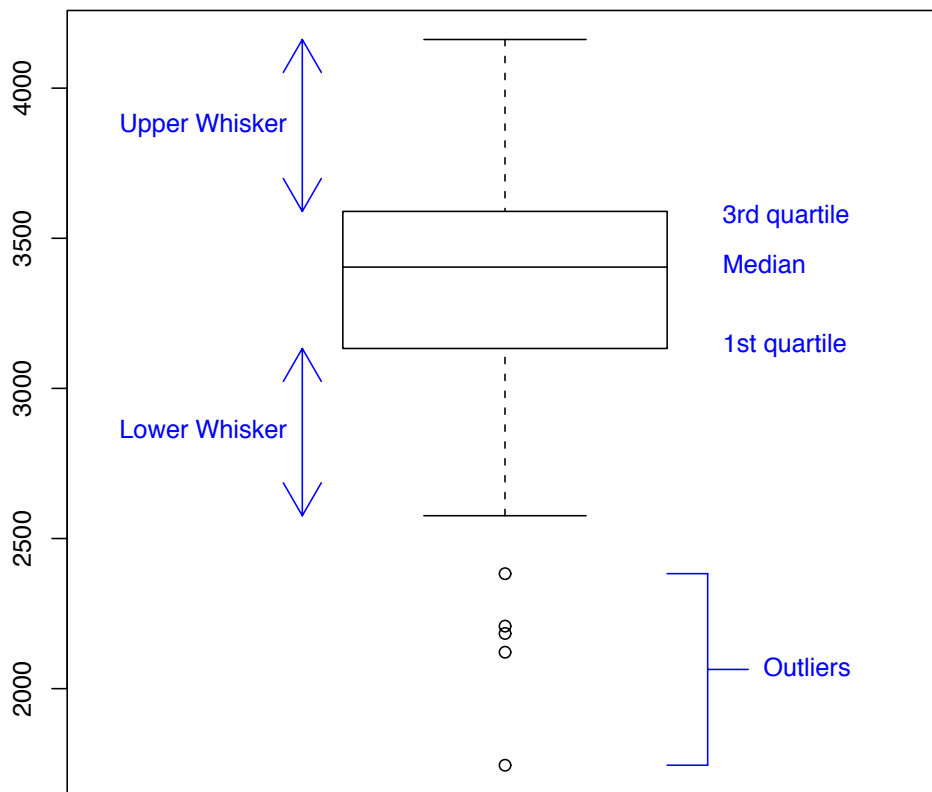 4000
Upper Whisker
3500
3rd quartile
Median
1st quartile
3000
Lower Whisker
2500
2000
Outliers